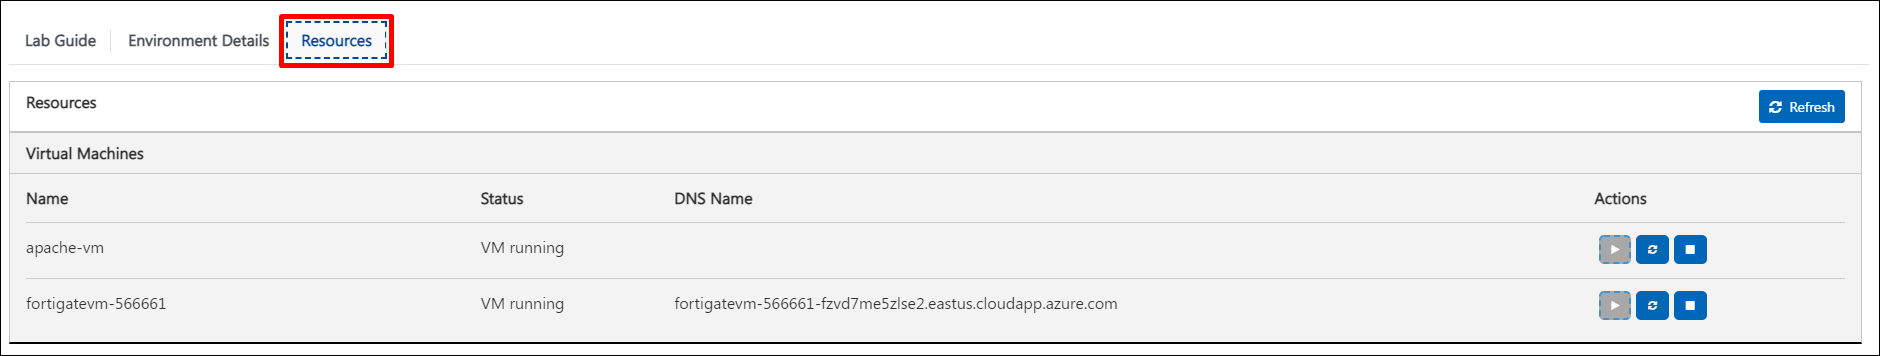 Lab Guide Environment Details Resources
Resources Refresh
Virtual Machines
Name Status DNS Name Actions
apache-vm VM running
fortigatevm-566661 VM running fortigatevm-566661-fzvd7me5zlse2.eastus.cloudapp.azure.com